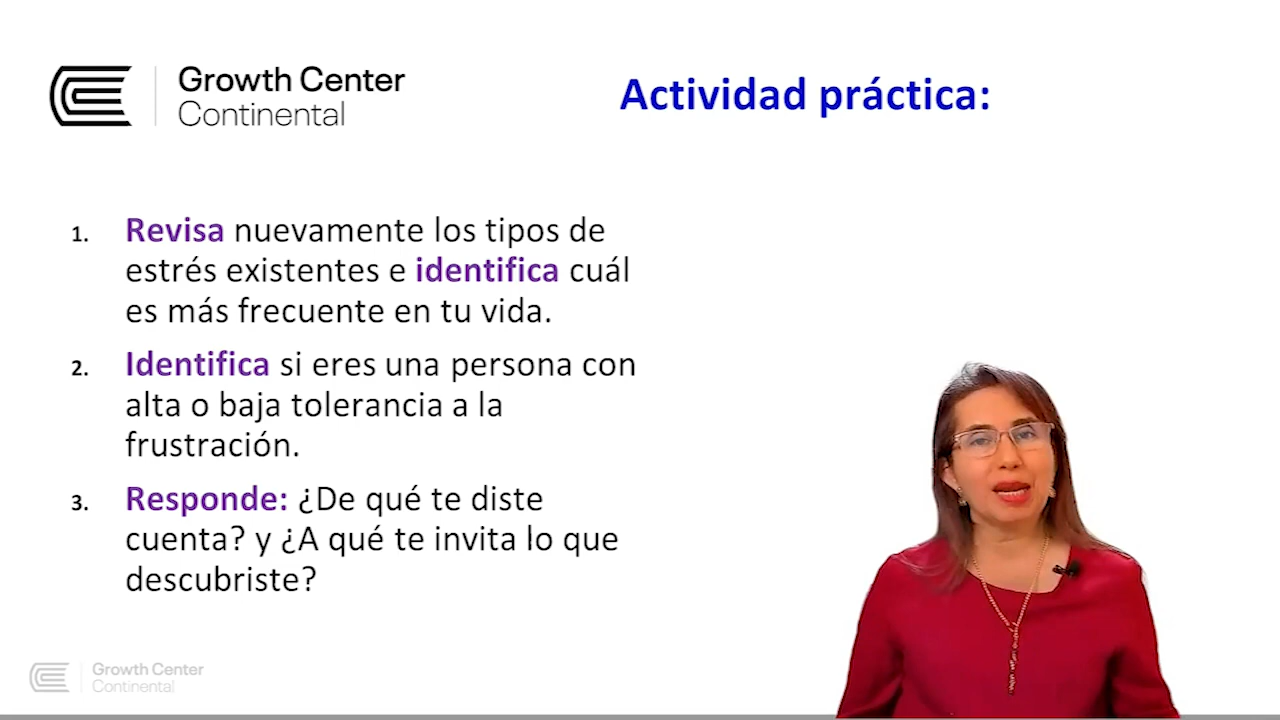 Growth Center
Continental
Actividad práctica:
1. Revisa nuevamente los tipos de
estrés existentes e identifica cuál
es más frecuente en tu vida.
2. Identifica si eres una persona con
alta o baja tolerancia a la
frustración.
3. Responde: ¿De qué te diste
cuenta? y ¿A qué te invita lo que
descubriste?
Growth Center
Continental